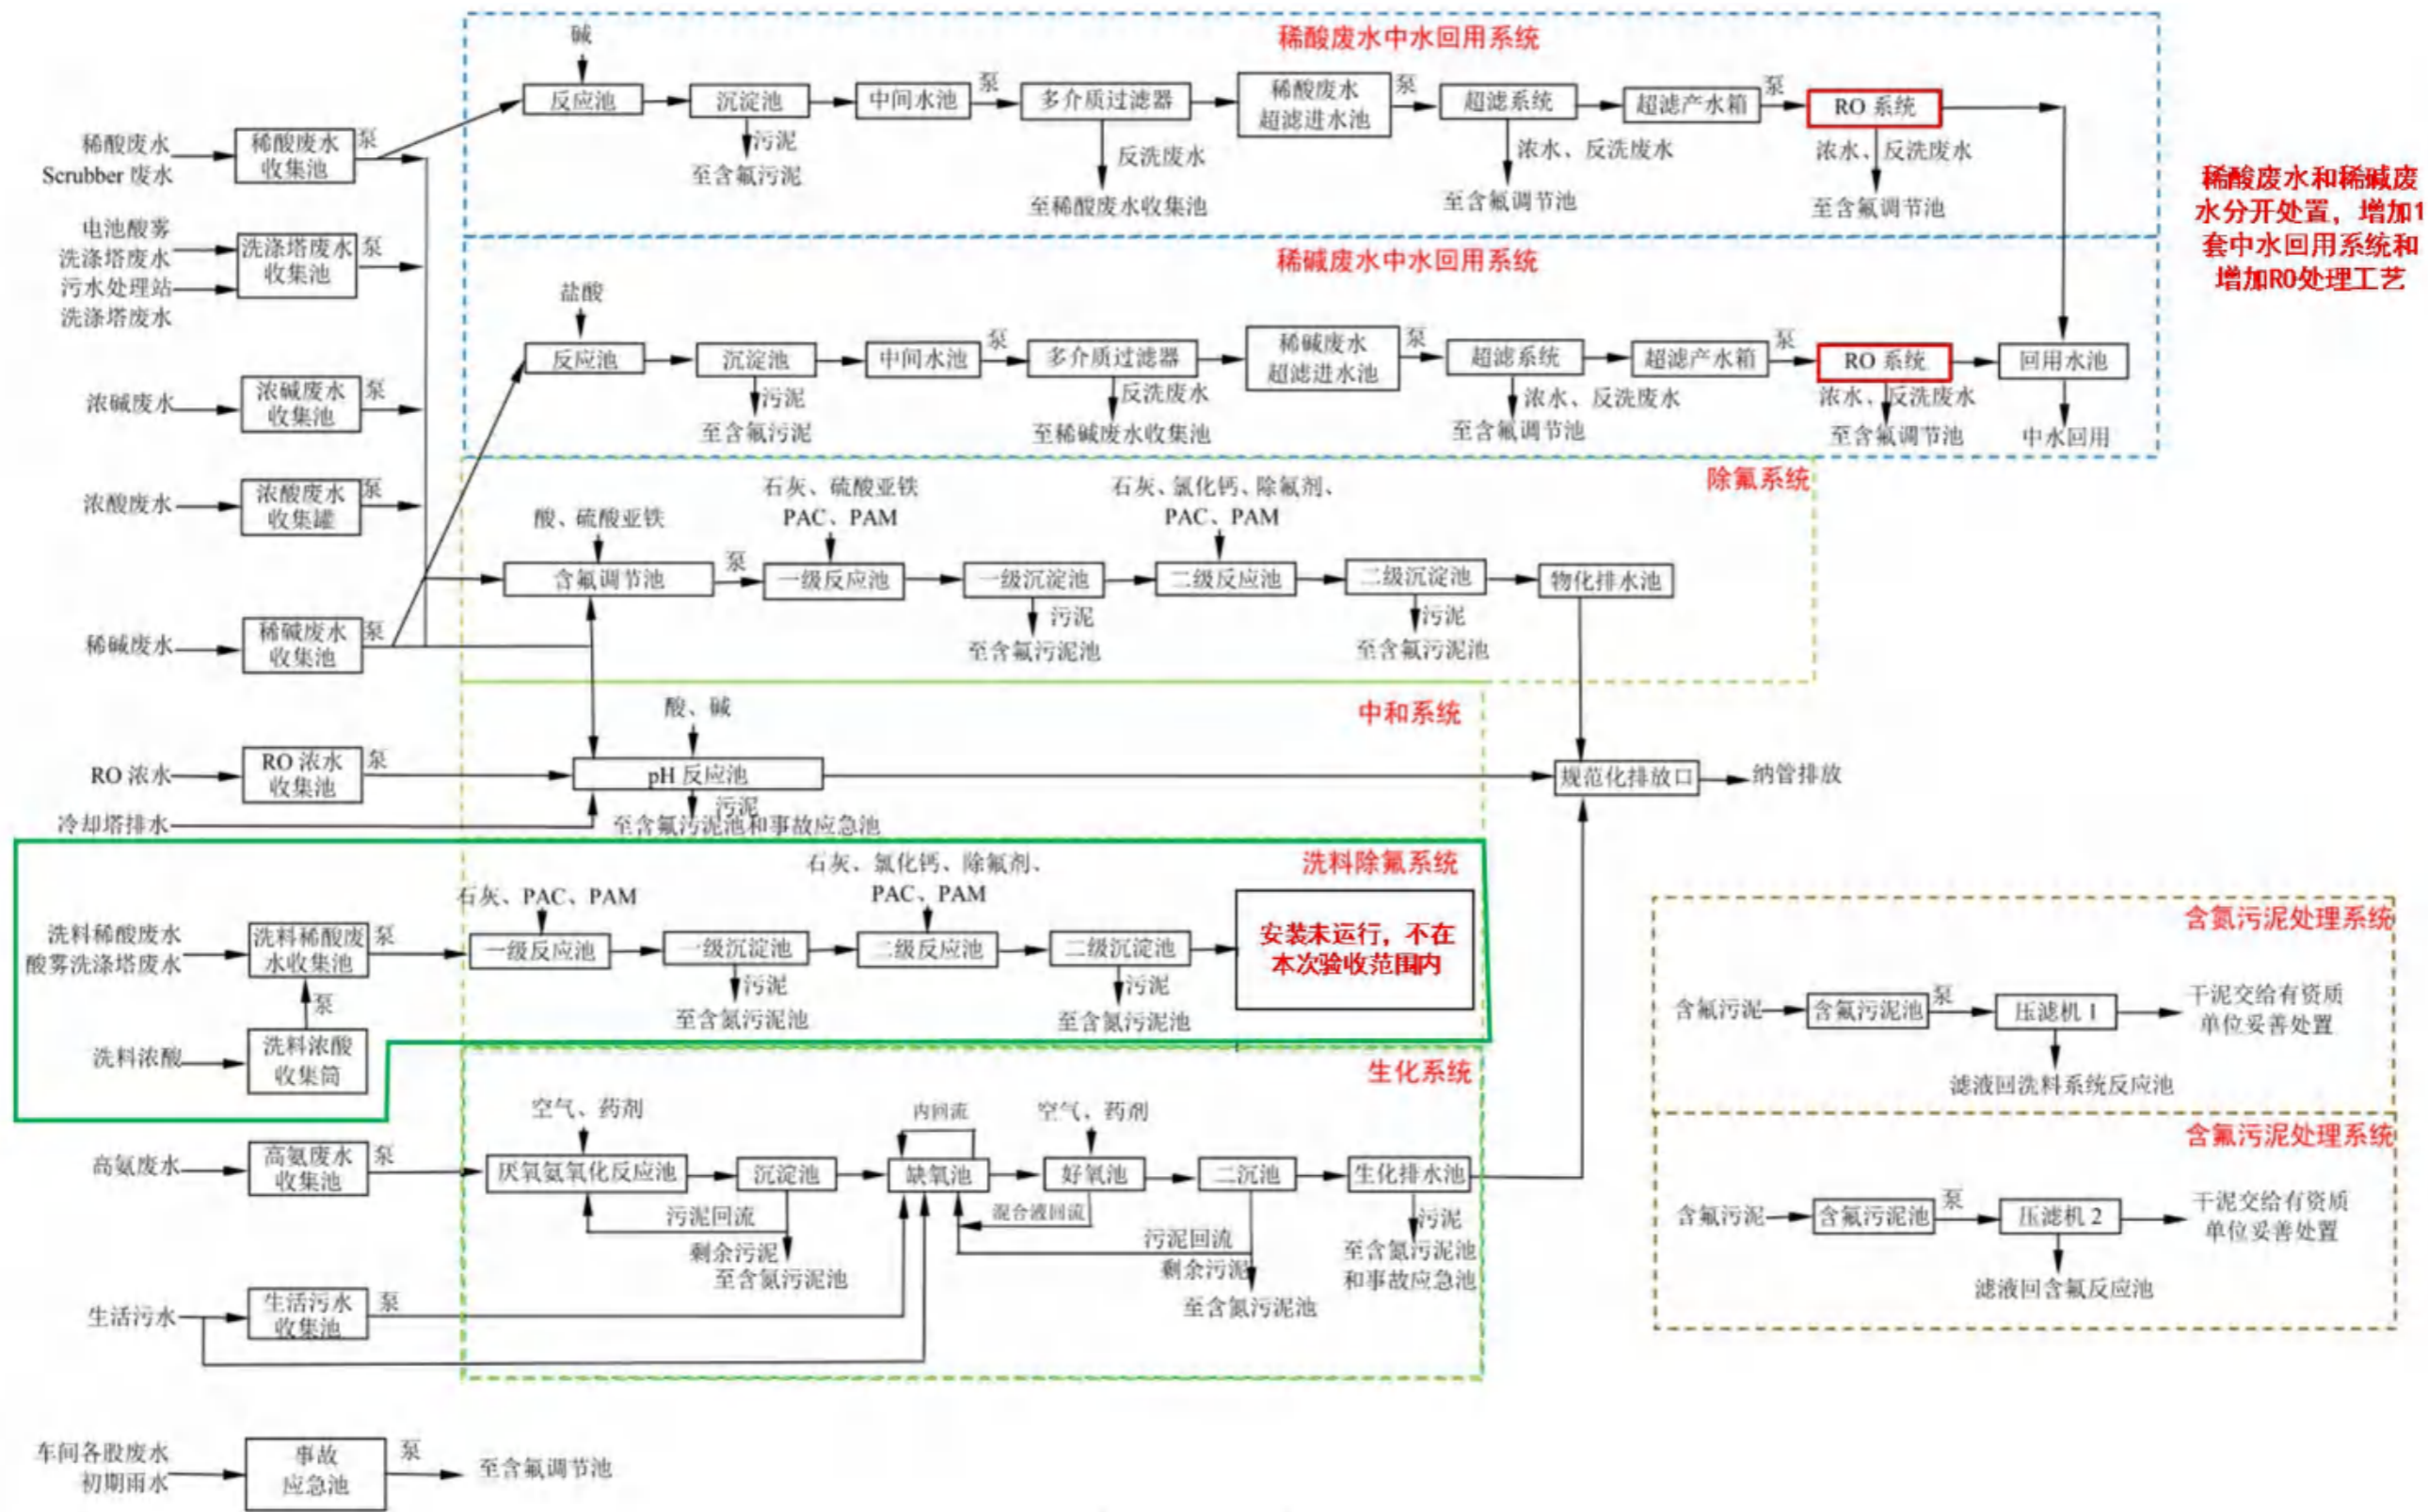 稀酸废水中水回用系统
碱
反应池
沉淀池
中间水池
泵
多介质过滤器
稀酸废水
超滤进水池
泵
超滤系统
超滤产水箱
泵
RO 系统
污泥
至含氟污泥
反洗废水
至稀酸废水收集池
浓水、反洗废水
至含氟调节池
浓水、反洗废水
至含氟调节池
稀酸废水和稀碱废
水分开处置，增加1
套中水回用系统和
增加RO处理工艺
稀酸废水
Scrubber 废水
稀酸废水
收集池
泵
电池酸雾
洗涤塔废水
污水处理站
洗涤塔废水
洗涤塔废水
收集池
泵
浓碱废水
浓碱废水
收集池
泵
浓酸废水
浓酸废水
收集罐
泵
稀碱废水
稀碱废水
收集池
泵
稀碱废水中水回用系统
盐酸
反应池
沉淀池
中间水池
泵
多介质过滤器
稀碱废水
超滤进水池
泵
超滤系统
超滤产水箱
泵
RO 系统
回用水池
污泥
至含氟污泥
反洗废水
至稀碱废水收集池
浓水、反洗废水
至含氟调节池
浓水、反洗废水
至含氟调节池
中水回用
除氟系统
酸、硫酸亚铁
含氟调节池
泵
石灰、硫酸亚铁
PAC、PAM
一级反应池
一级沉淀池
石灰、氯化钙、除氟剂、
PAC、PAM
二级反应池
二级沉淀池
物化排水池
污泥
至含氟污泥池
污泥
至含氟污泥池
中和系统
RO 浓水
RO 浓水
收集池
泵
酸、碱
pH 反应池
污泥
至含氟污泥池和事故应急池
冷却塔排水
规范化排放口
纳管排放
洗料除氟系统
洗料稀酸废水
酸雾洗涤塔废水
洗料稀酸废
水收集池
泵
泵
洗料浓酸
洗料浓酸
收集筒
石灰、PAC、PAM
一级反应池
一级沉淀池
石灰、氯化钙、除氟剂、
PAC、PAM
二级反应池
二级沉淀池
安装未运行，不在
本次验收范围内
污泥
至含氮污泥池
污泥
至含氮污泥池
生化系统
高氨废水
高氨废水
收集池
泵
空气、药剂
厌氧氨氧化反应池
沉淀池
内回流
缺氧池
空气、药剂
好氧池
二沉池
生化排水池
污泥回流
剩余污泥
至含氮污泥池
混合液回流
污泥回流
剩余污泥
至含氮污泥池
污泥
至含氮污泥池
和事故应急池
生活污水
生活污水
收集池
泵
车间各股废水
初期雨水
事故
应急池
泵
至含氟调节池
含氮污泥处理系统
含氟污泥
含氟污泥池
泵
压滤机 1
干泥交给有资质
单位妥善处置
滤液回洗料系统反应池
含氟污泥处理系统
含氟污泥
含氟污泥池
泵
压滤机 2
干泥交给有资质
单位妥善处置
滤液回含氟反应池